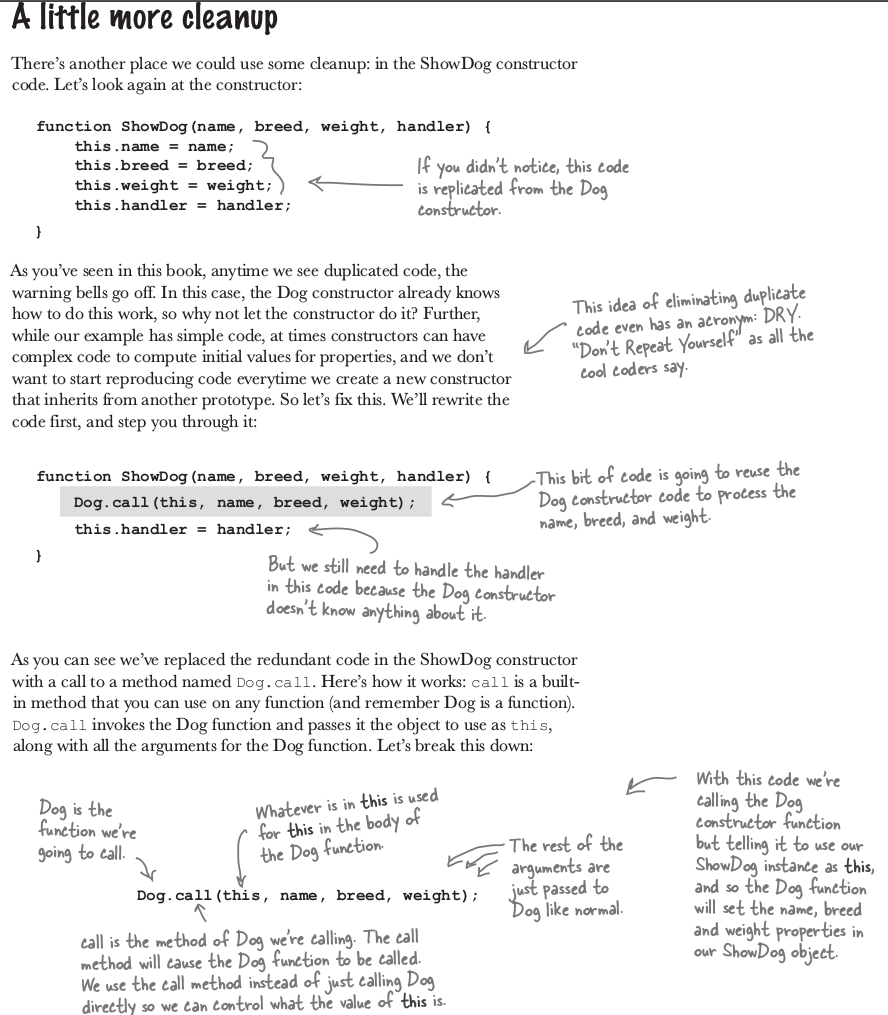 A little more cleanup
There's another place we could use some cleanup: in the ShowDog constructor
code. Let's look again at the constructor:
function ShowDog(name, breed, weight, handler) {
this.name = name;
this.breed = breed;
this.weight = weight;
this.handler = handler;
}
If you didn't notice, this code
is replicated from the Dog
constructor.
As you've seen in this book, anytime we see duplicated code, the
warning bells go off. In this case, the Dog constructor already knows
how to do this work, so why not let the constructor do it? Further,
while our example has simple code, at times constructors can have
complex code to compute initial values for properties, and we don't
want to start reproducing code everytime we create a new constructor
that inherits from another prototype. So let's fix this. We'll rewrite the
code first, and step you through it:
This idea of eliminating duplicate
code even has an acronym: DRY.
"Don't Repeat Yourself" as all the
cool coders say.
function ShowDog(name, breed, weight, handler) {
Dog.call(this, name, breed, weight);
this.handler = handler;
}
This bit of code is going to reuse the
Dog constructor code to process the
name, breed, and weight.
But we still need to handle the handler
in this code because the Dog constructor
doesn't know anything about it.
As you can see we've replaced the redundant code in the ShowDog constructor
with a call to a method named Dog.call. Here's how it works: call is a built-
in method that you can use on any function (and remember Dog is a function).
Dog.call invokes the Dog function and passes it the object to use as this,
along with all the arguments for the Dog function. Let's break this down:
Dog is the
function we're
going to call.
Whatever is in this is used
for this in the body of
the Dog function.
The rest of the
arguments are
just passed to
Dog like normal.
With this code we're
calling the Dog
constructor function
but telling it to use our
ShowDog instance as this,
and so the Dog function
will set the name, breed
and weight properties in
our ShowDog object.
Dog.call(this, name, breed, weight);
call is the method of Dog we're calling. The call
method will cause the Dog function to be called.
We use the call method instead of just calling Dog
directly so we can control what the value of this is.